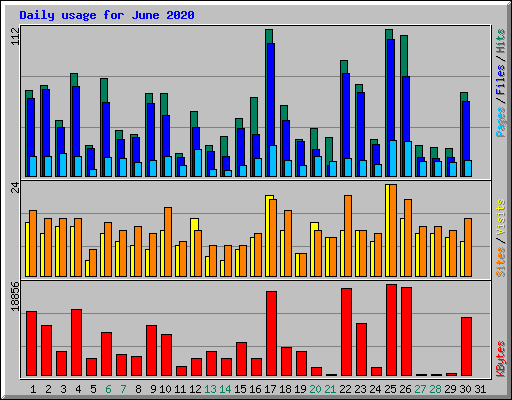 Daily usage for June 2020
112
Pages / Files / Hits
24
Sites / Visits
18856
KBytes
1 2 3 4 5 6 7 8 9 10 11 12 13 14 15 16 17 18 19 20 21 22 23 24 25 26 27 28 29 30 31